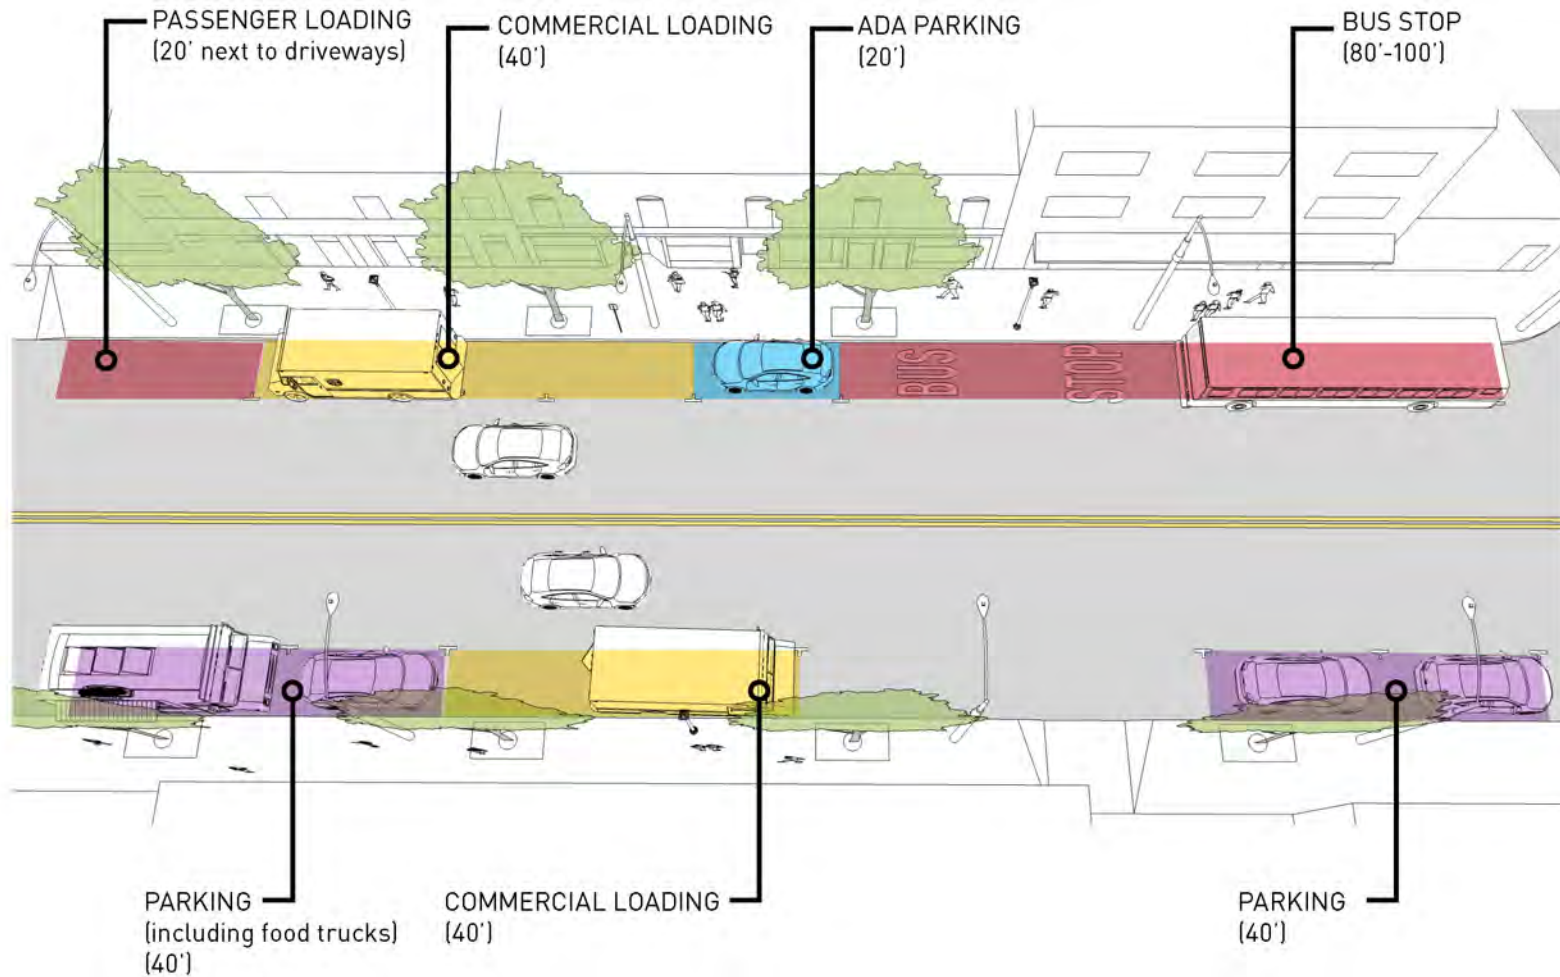 PASSENGER LOADING
(20' next to driveways)
COMMERCIAL LOADING
(40')
ADA PARKING
(20')
BUS STOP
(80'-100')
BUS
STOP
PARKING
(including food trucks)
(40')
COMMERCIAL LOADING
(40')
PARKING
(40')